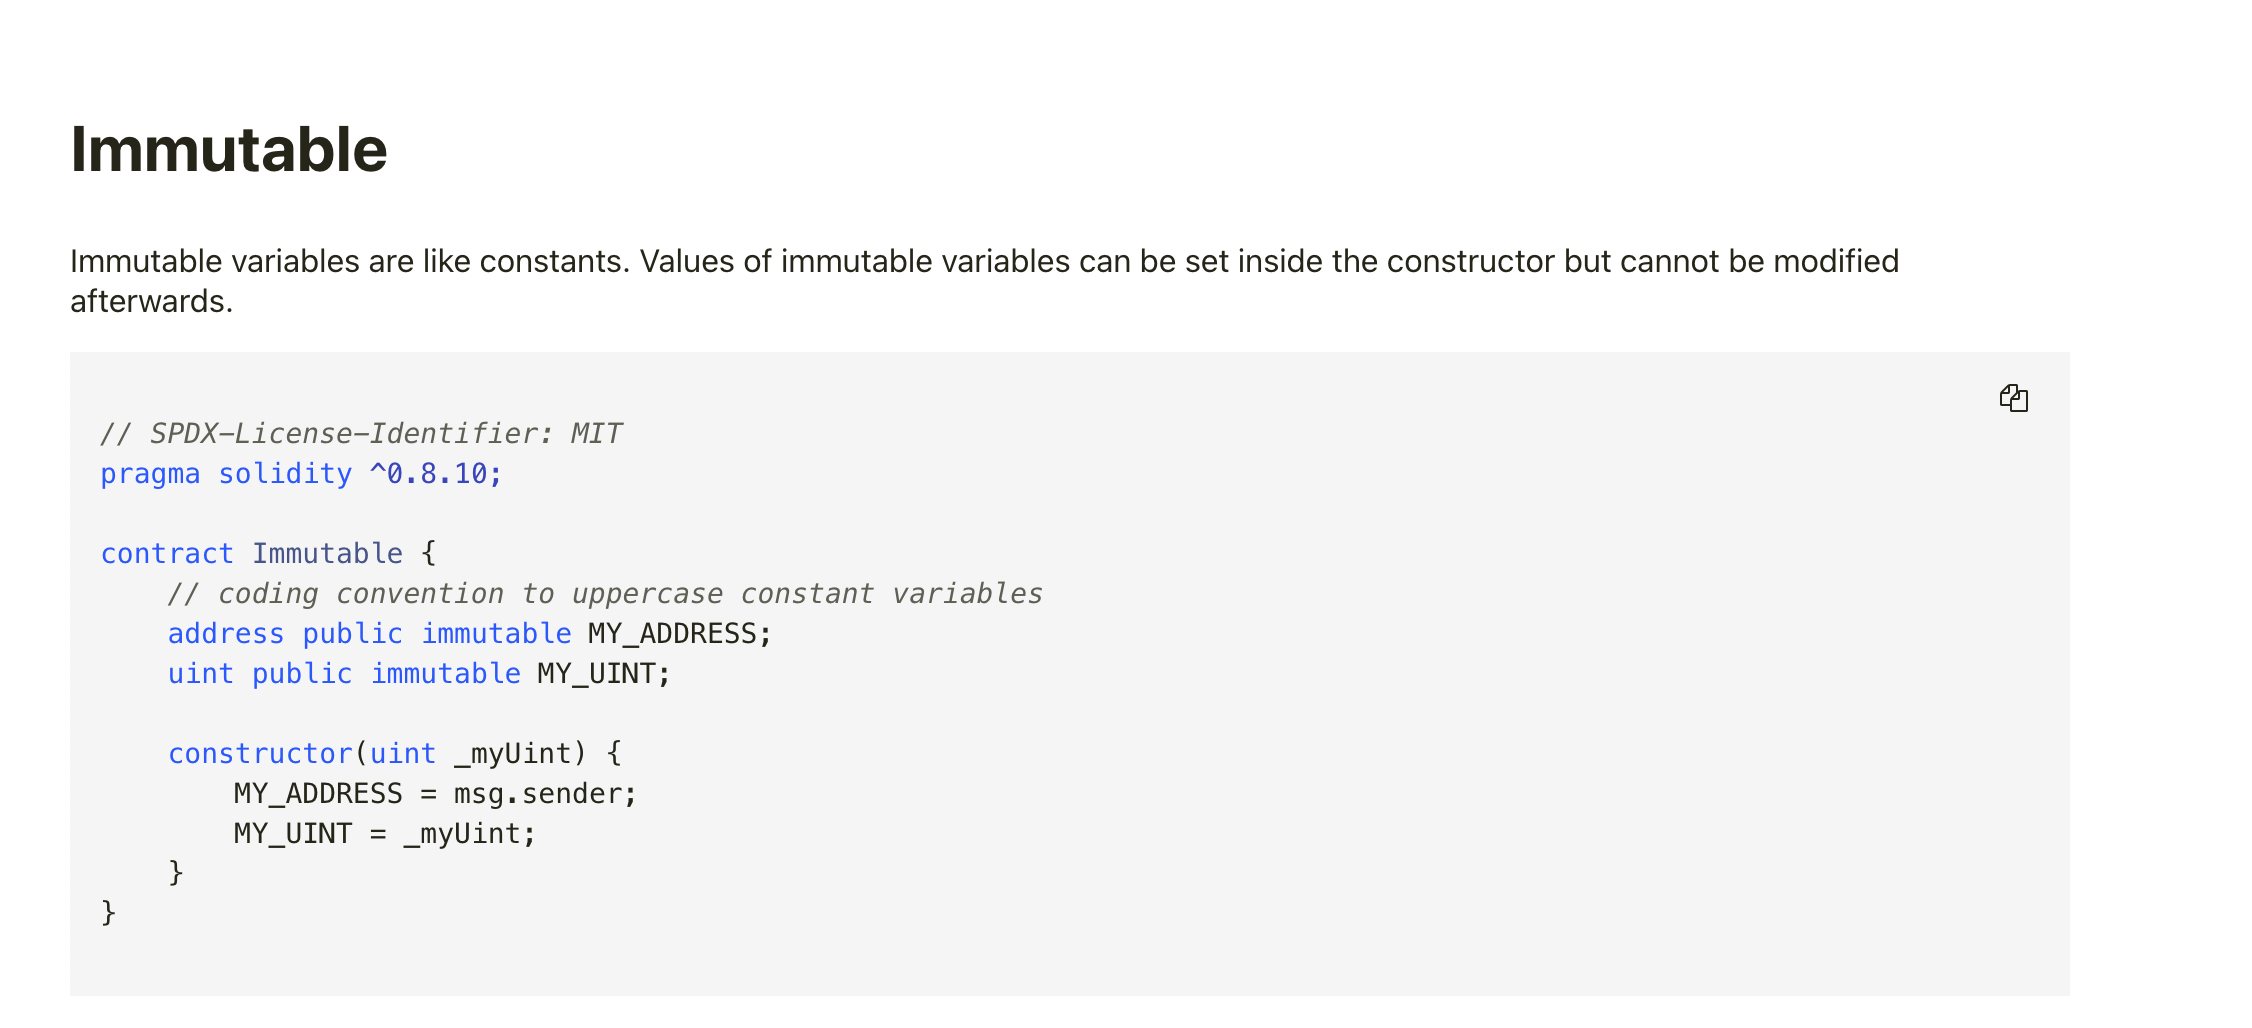 Immutable
Immutable variables are like constants. Values of immutable variables can be set inside the constructor but cannot be modified
afterwards.
// SPDX-License-Identifier: MIT
pragma solidity ^0.8.10;
contract Immutable {
    // coding convention to uppercase constant variables
    address public immutable MY_ADDRESS;
    uint public immutable MY_UINT;
    constructor(uint _myUint) {
        MY_ADDRESS = msg.sender;
        MY_UINT = _myUint;
    }
}